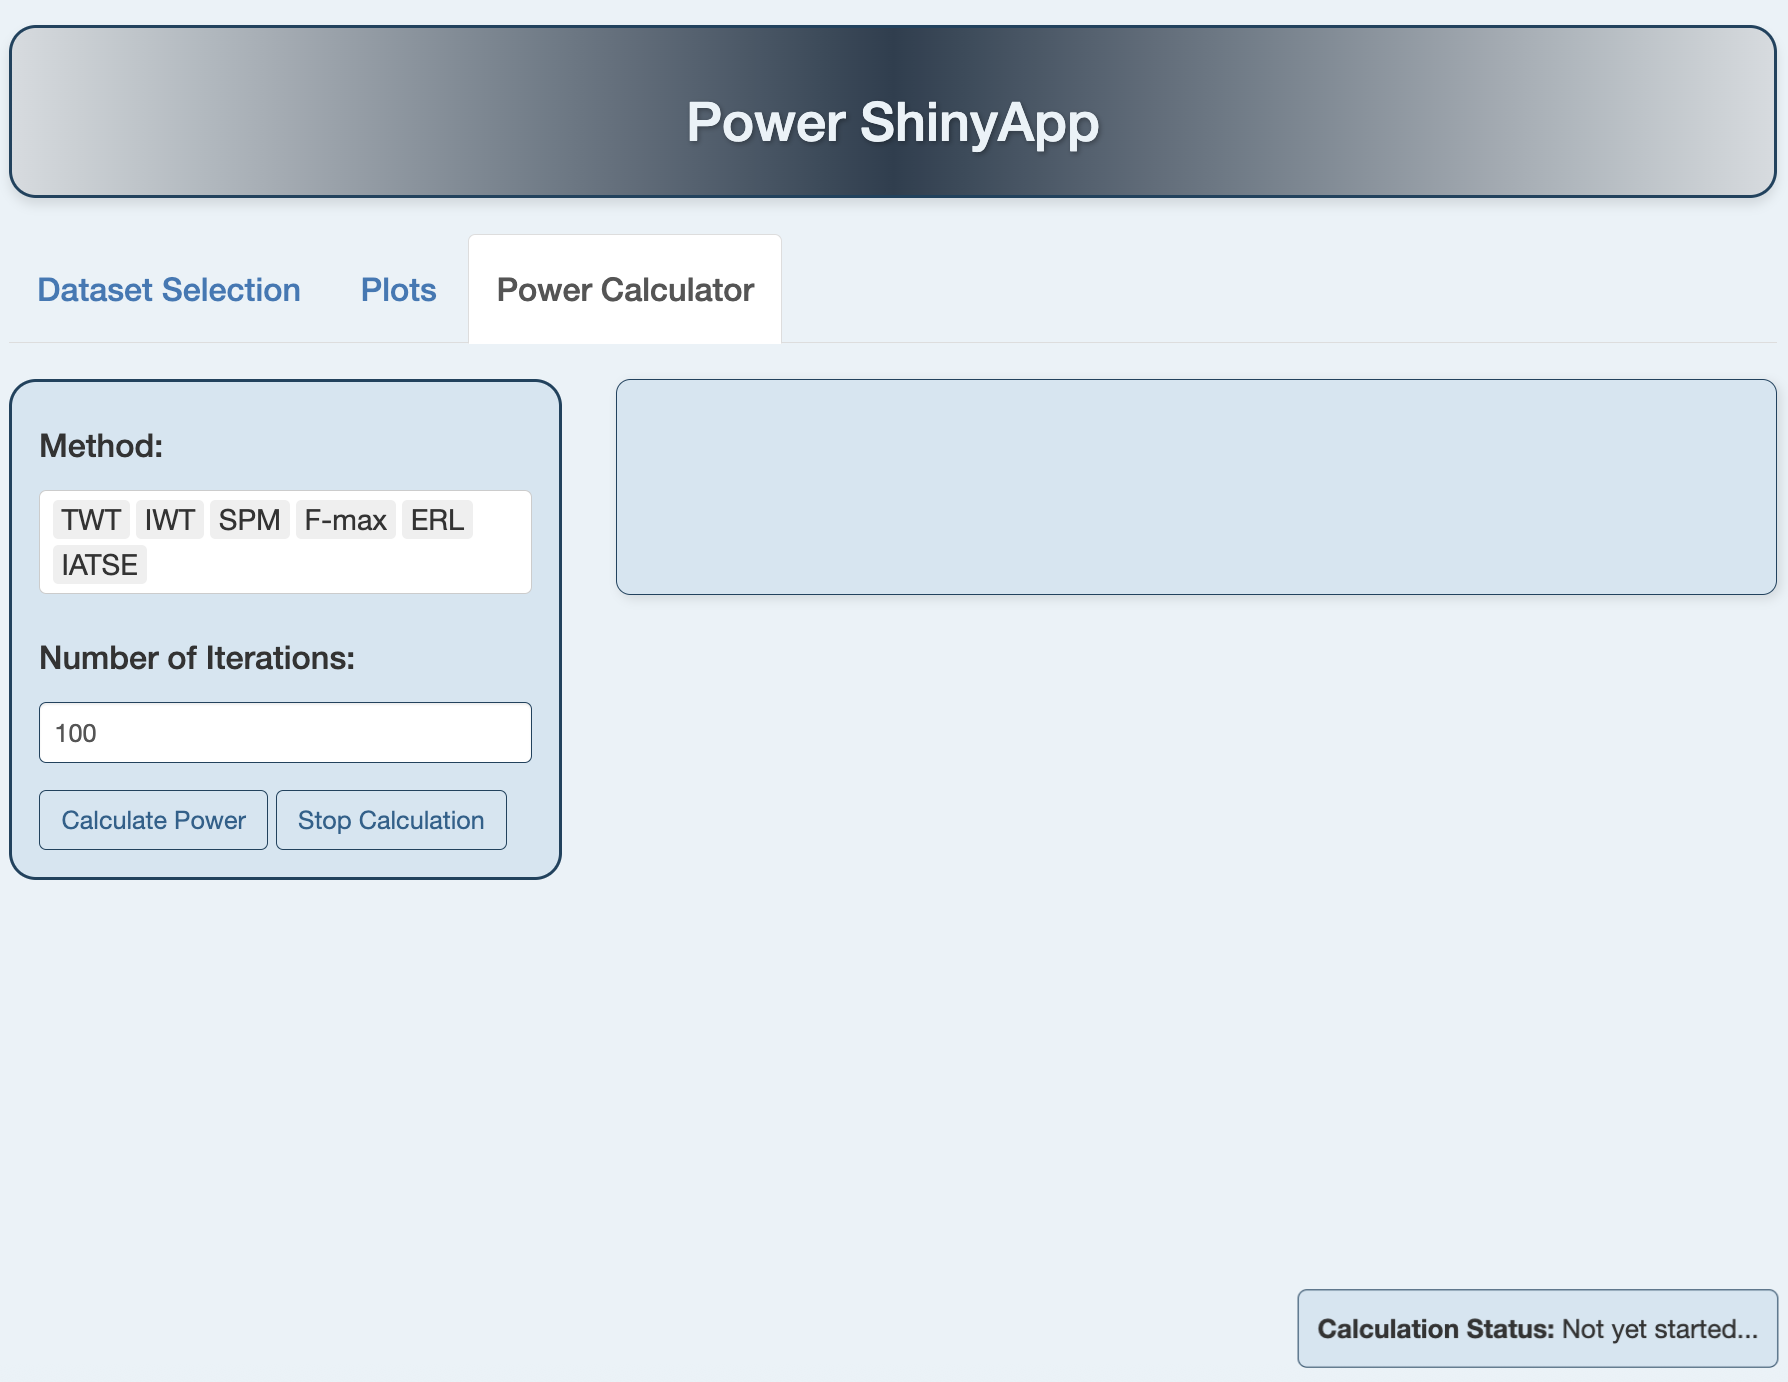 Power ShinyApp
Dataset Selection Plots Power Calculator
Method:
TWT IWT SPM F-max ERL
IATSE
Number of Iterations:
100
Calculate Power Stop Calculation
Calculation Status: Not yet started...